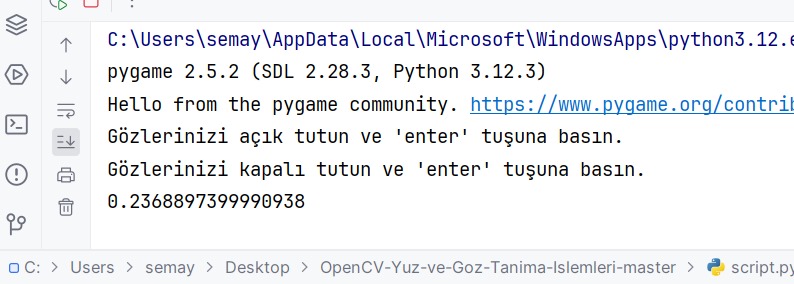 C:\Users\semay\AppData\Local\Microsoft\WindowsApps\python3.12.e
pygame 2.5.2 (SDL 2.28.3, Python 3.12.3)
Hello from the pygame community. https://www.pygame.org/contrib
Gözlerinizi açık tutun ve 'enter' tuşuna basın.
Gözlerinizi kapalı tutun ve 'enter' tuşuna basın.
0.2368897399990938
C: > Users > semay > Desktop > OpenCV-Yuz-ve-Goz-Tanima-Islemleri-master > script.py